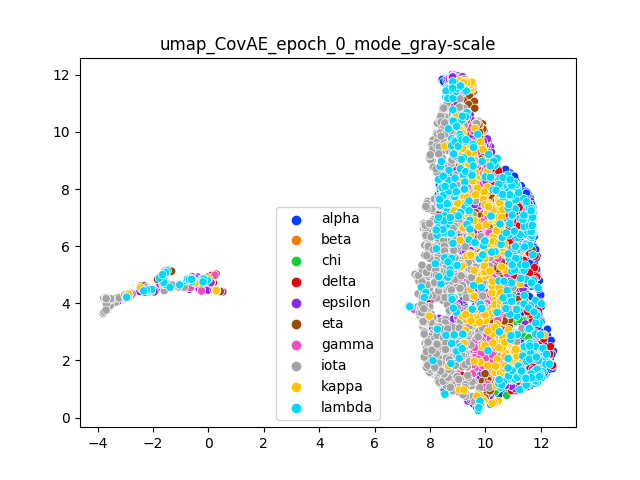 umap_CovAE_epoch_0_mode_gray-scale
12
10
8
6
4
2
0
alpha
beta
chi
delta
epsilon
eta
gamma
iota
kappa
lambda
−4 −2 0 2 4 6 8 10 12